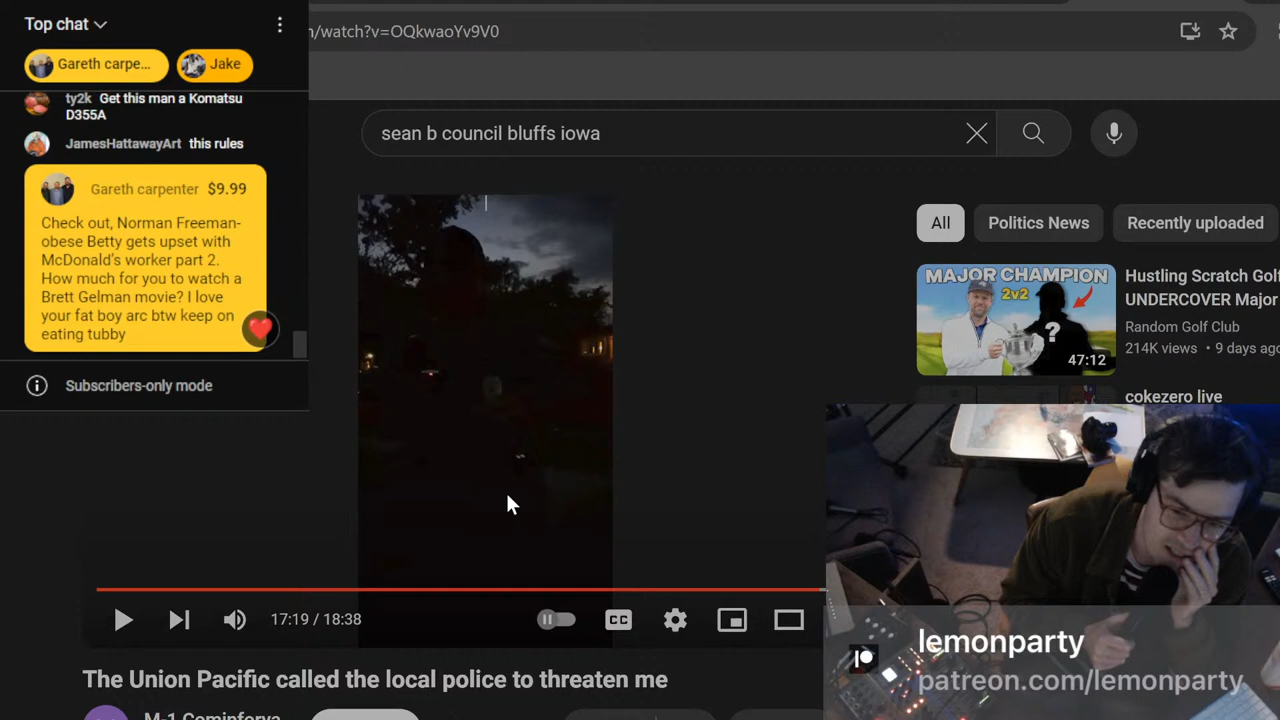 Top chat
n/watch?v=OQkwaoYv9V0
Garethcarpe...
Jake
ty2k Get this man a Komatsu
D355A
JamesHattawayArt this rules
Gareth carpenter $9.99
Check out, Norman Freeman-
obese Betty gets upset with
McDonald's worker part 2.
How much for you to watch a
Brett Gelman movie? I love
your fat boy arc btw keep on
eating tubby
Subscribers-only mode
sean b council bluffs iowa
All
Politics News
Recently uploaded
MAJOR CHAMPION
2v2
?
47:12
Hustling Scratch Golf
UNDERCOVER Major
Random Golf Club
214K views • 9 days ago
cokezero live
17:19 / 18:38
CC
The Union Pacific called the local police to threaten me
M-1 Cominforya
lemonparty
patreon.com/lemonparty